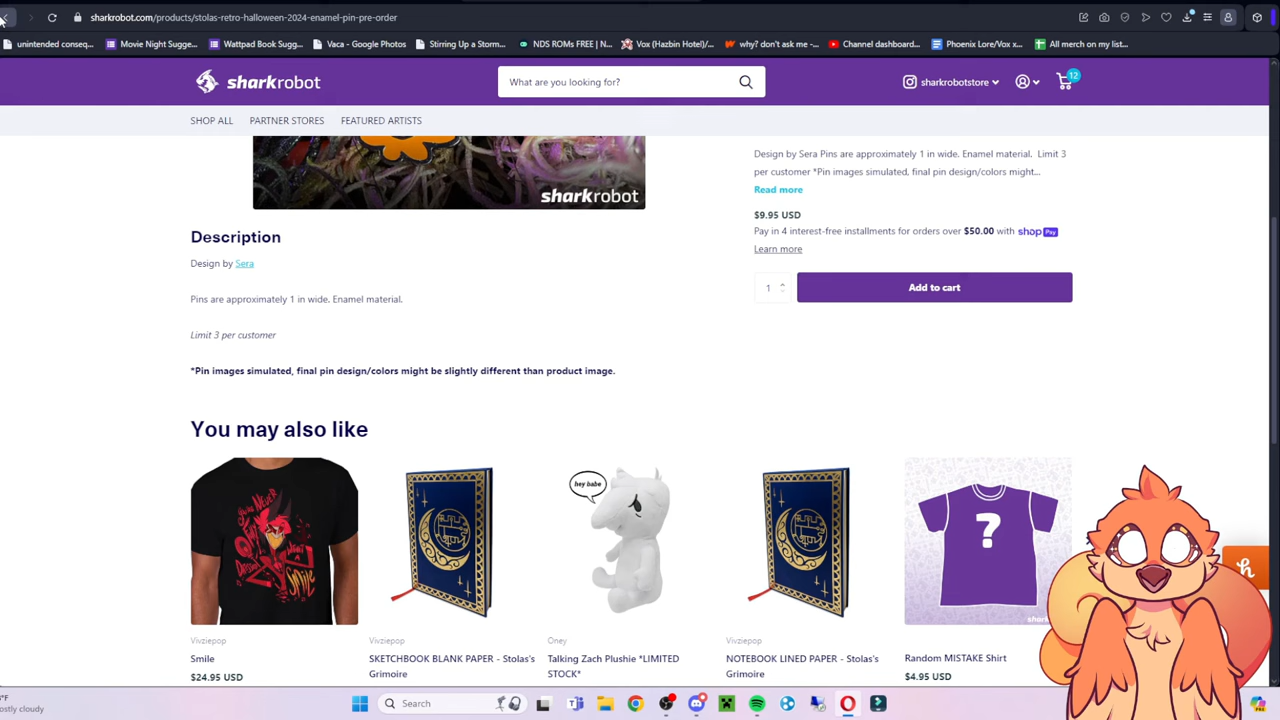 sharkrobot.com/products/stolas-retro-halloween-2024-enamel-pin-pre-order
unintended conseq...
Movie Night Sugge...
Wattpad Book Sugg...
Vaca - Google Photos
Stirring Up a Storm...
NDS ROMs FREE | N...
Vox (Hazbin Hotel)/...
why? don't ask me -...
Channel dashboard...
Phoenix Lore/Vox x...
All merch on my list...
sharkrobot
What are you looking for?
sharkrobotstore
12
SHOP ALL
PARTNER STORES
FEATURED ARTISTS
sharkrobot
Design by Sera Pins are approximately 1 in wide. Enamel material. Limit 3
per customer *Pin images simulated, final pin design/colors might...
Read more
$9.95 USD
Pay in 4 interest-free installments for orders over $50.00 with shop Pay
Learn more
1
Add to cart
Description
Design by Sera
Pins are approximately 1 in wide. Enamel material.
Limit 3 per customer
*Pin images simulated, final pin design/colors might be slightly different than product image.
You may also like
hey babe
?
Vivziepop
Smile
$24.95 USD
Vivziepop
SKETCHBOOK BLANK PAPER - Stolas's
Grimoire
Oney
Talking Zach Plushie *LIMITED
STOCK*
Vivziepop
NOTEBOOK LINED PAPER - Stolas's
Grimoire
Random MISTAKE Shirt
$4.95 USD
h
Search